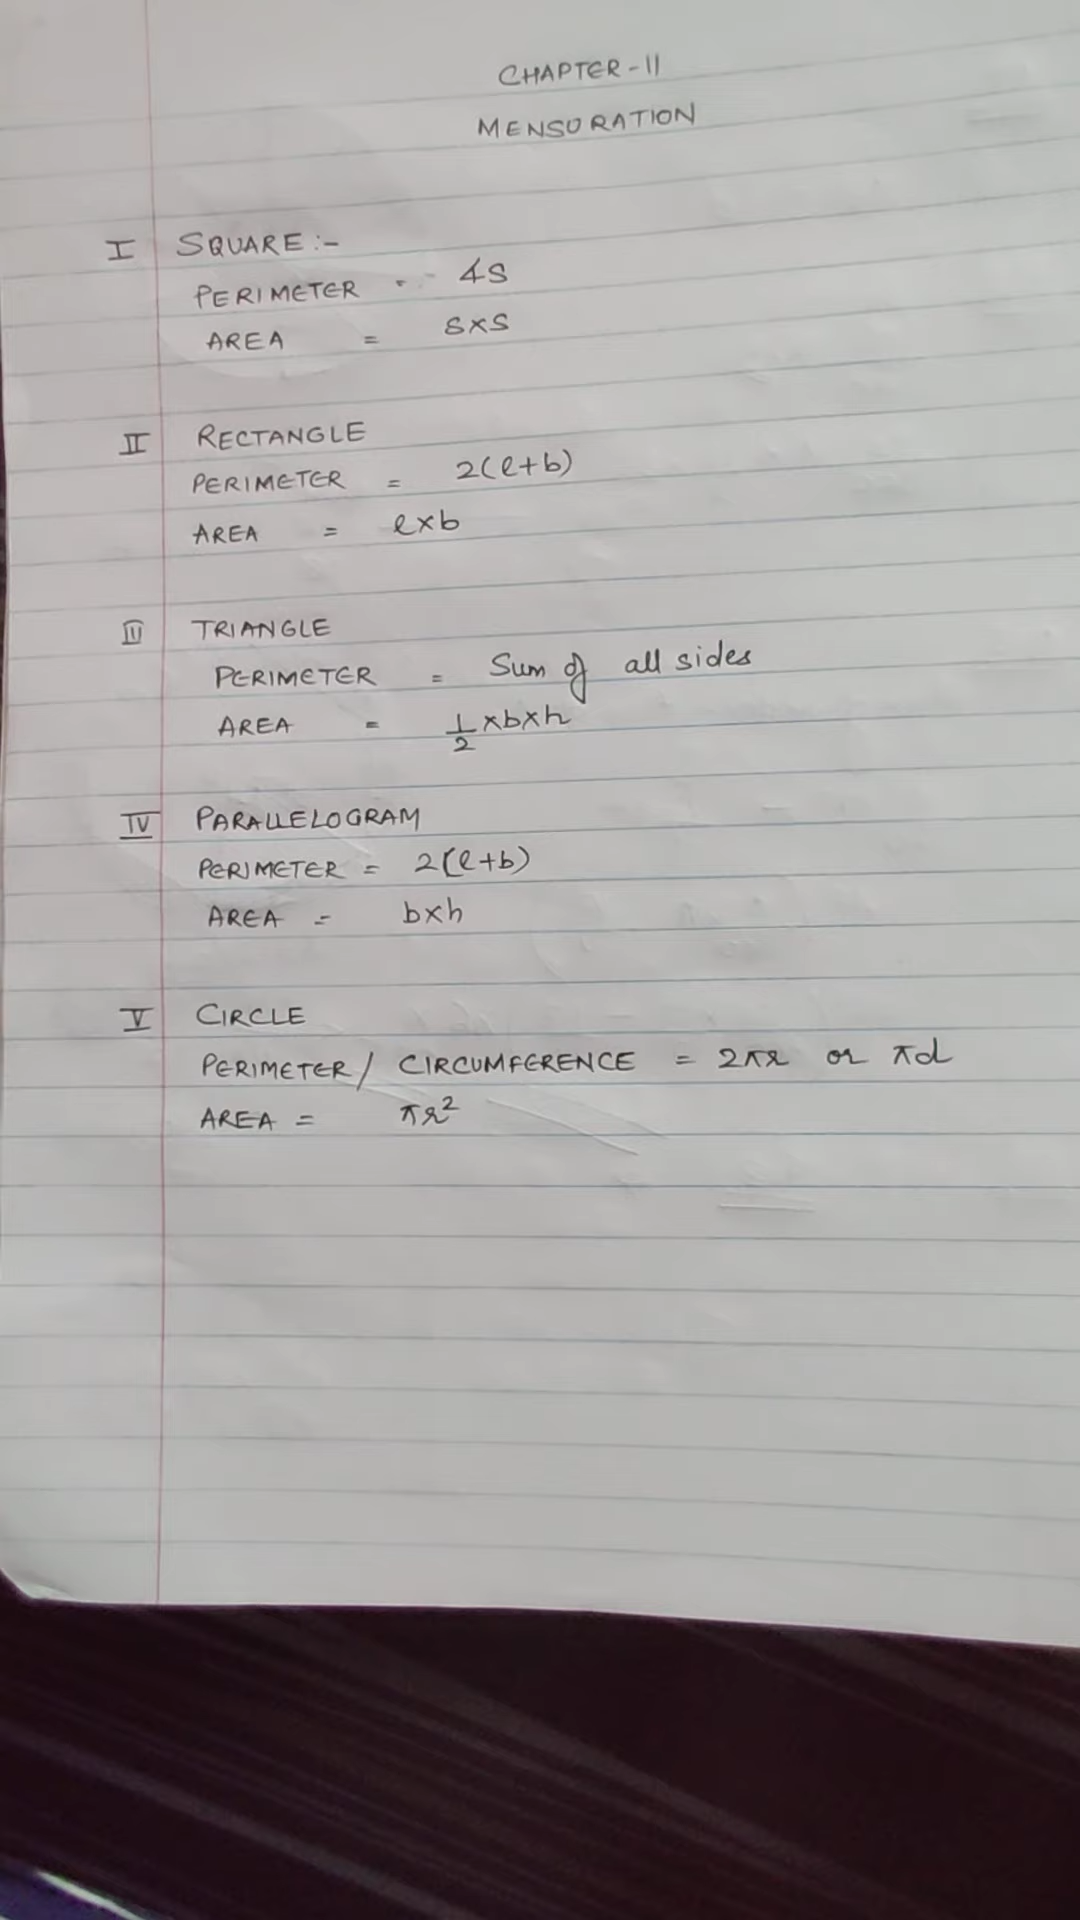 CHAPTER-11
MENSURATION
I SQUARE :-
PERIMETER = 4S
AREA = S×S
II RECTANGLE
PERIMETER = 2(l+b)
AREA = l×b
III TRIANGLE
PERIMETER = Sum of all sides
AREA = 1/2 ×b×h
IV PARALLELOGRAM
PERIMETER = 2(l+b)
AREA = b×h
V CIRCLE
PERIMETER/ CIRCUMFERENCE = 2πr or πd
AREA = πr²